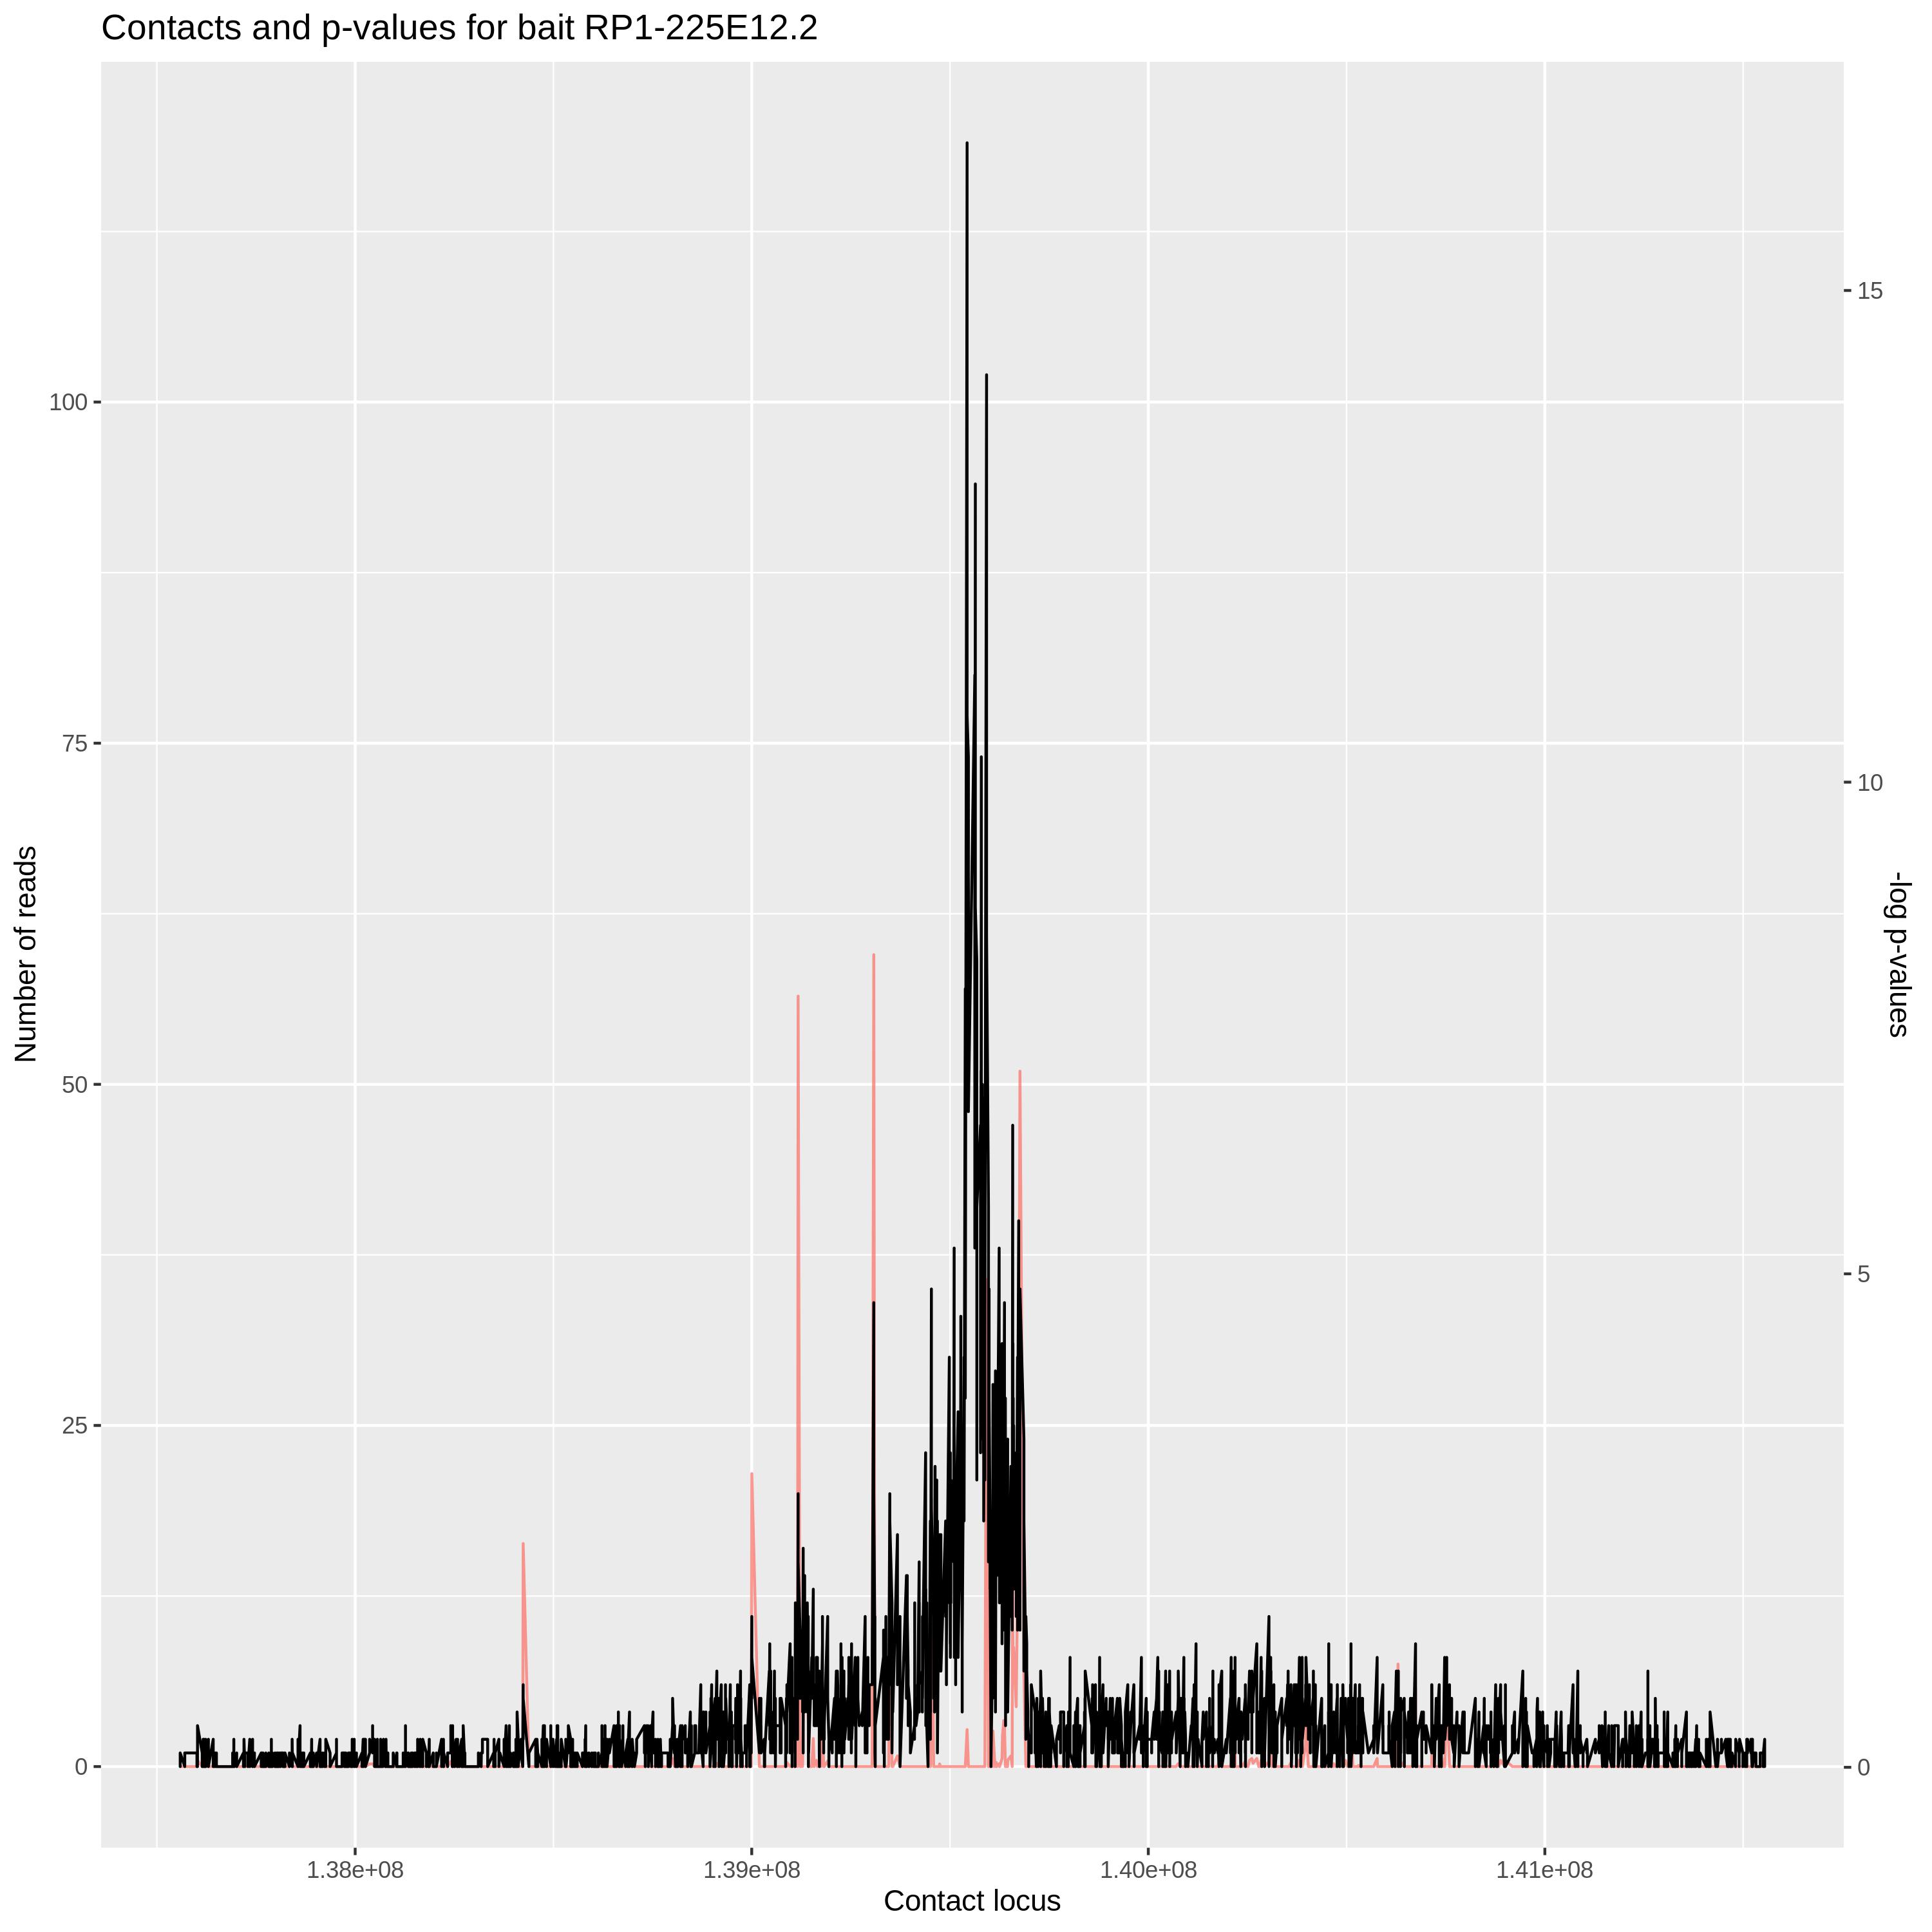 Contacts and p-values for bait RP1-225E12.2
Number of reads
100
75
50
25
0
15
10
5
0
-log p-values
1.38e+08
1.39e+08
1.40e+08
1.41e+08
Contact locus